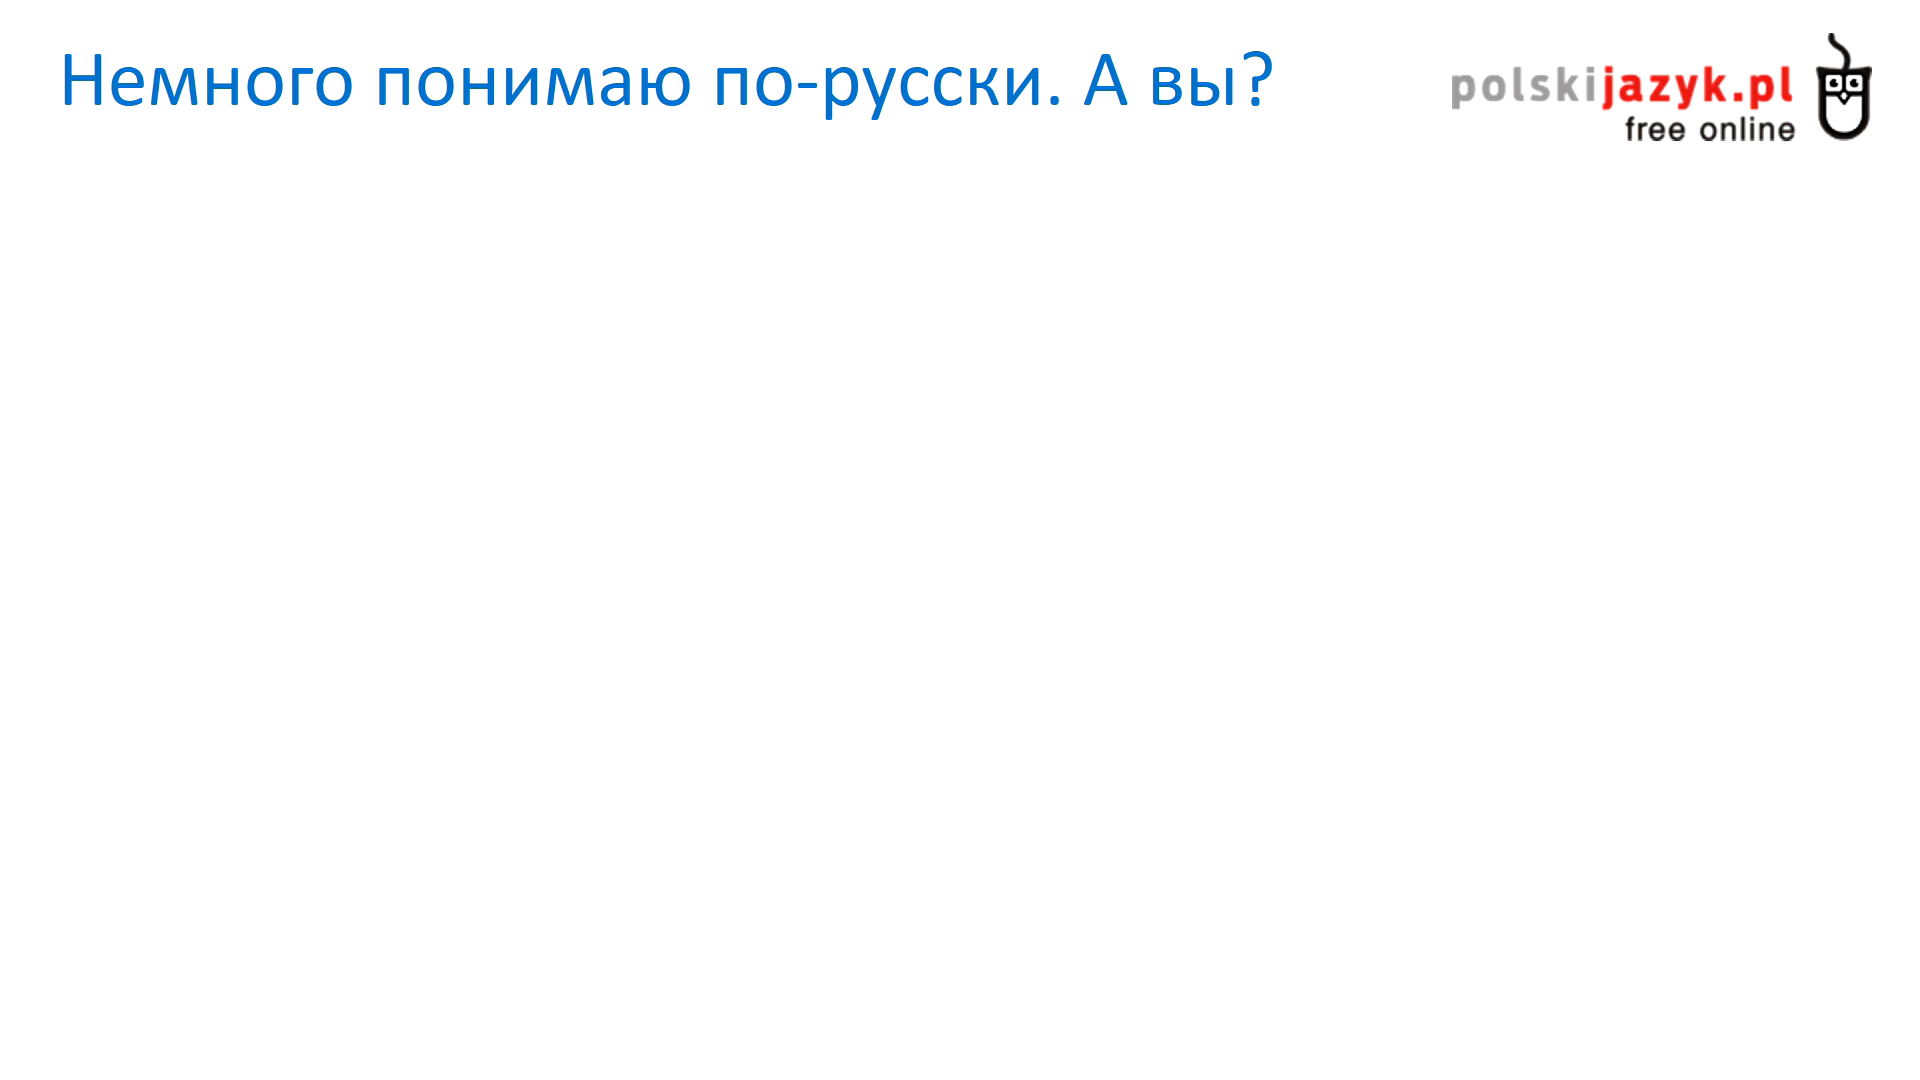 Немного понимаю по-русски. А вы?
polskijazyk.pl
free online